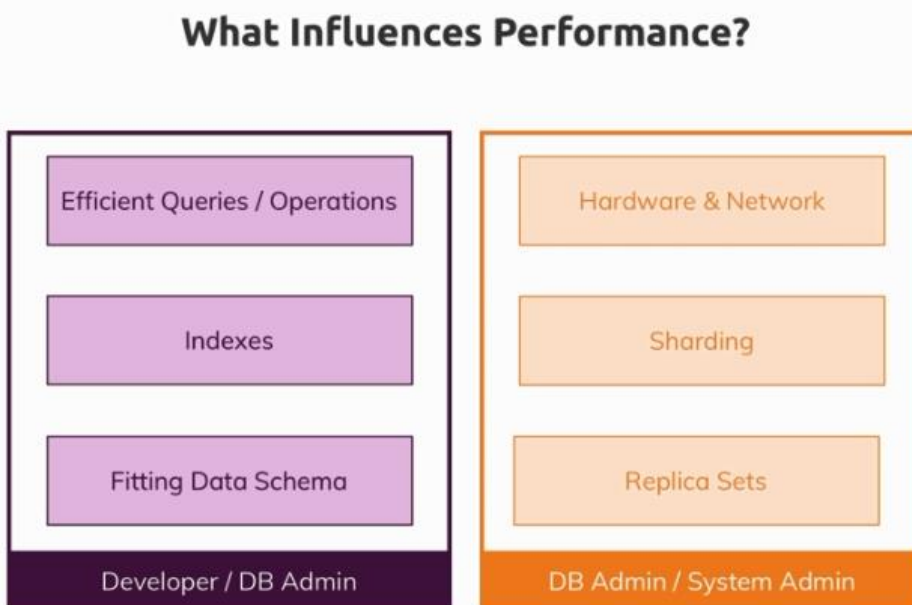 What Influences Performance?
Efficient Queries / Operations
Indexes
Fitting Data Schema
Developer / DB Admin
Hardware & Network
Sharding
Replica Sets
DB Admin / System Admin